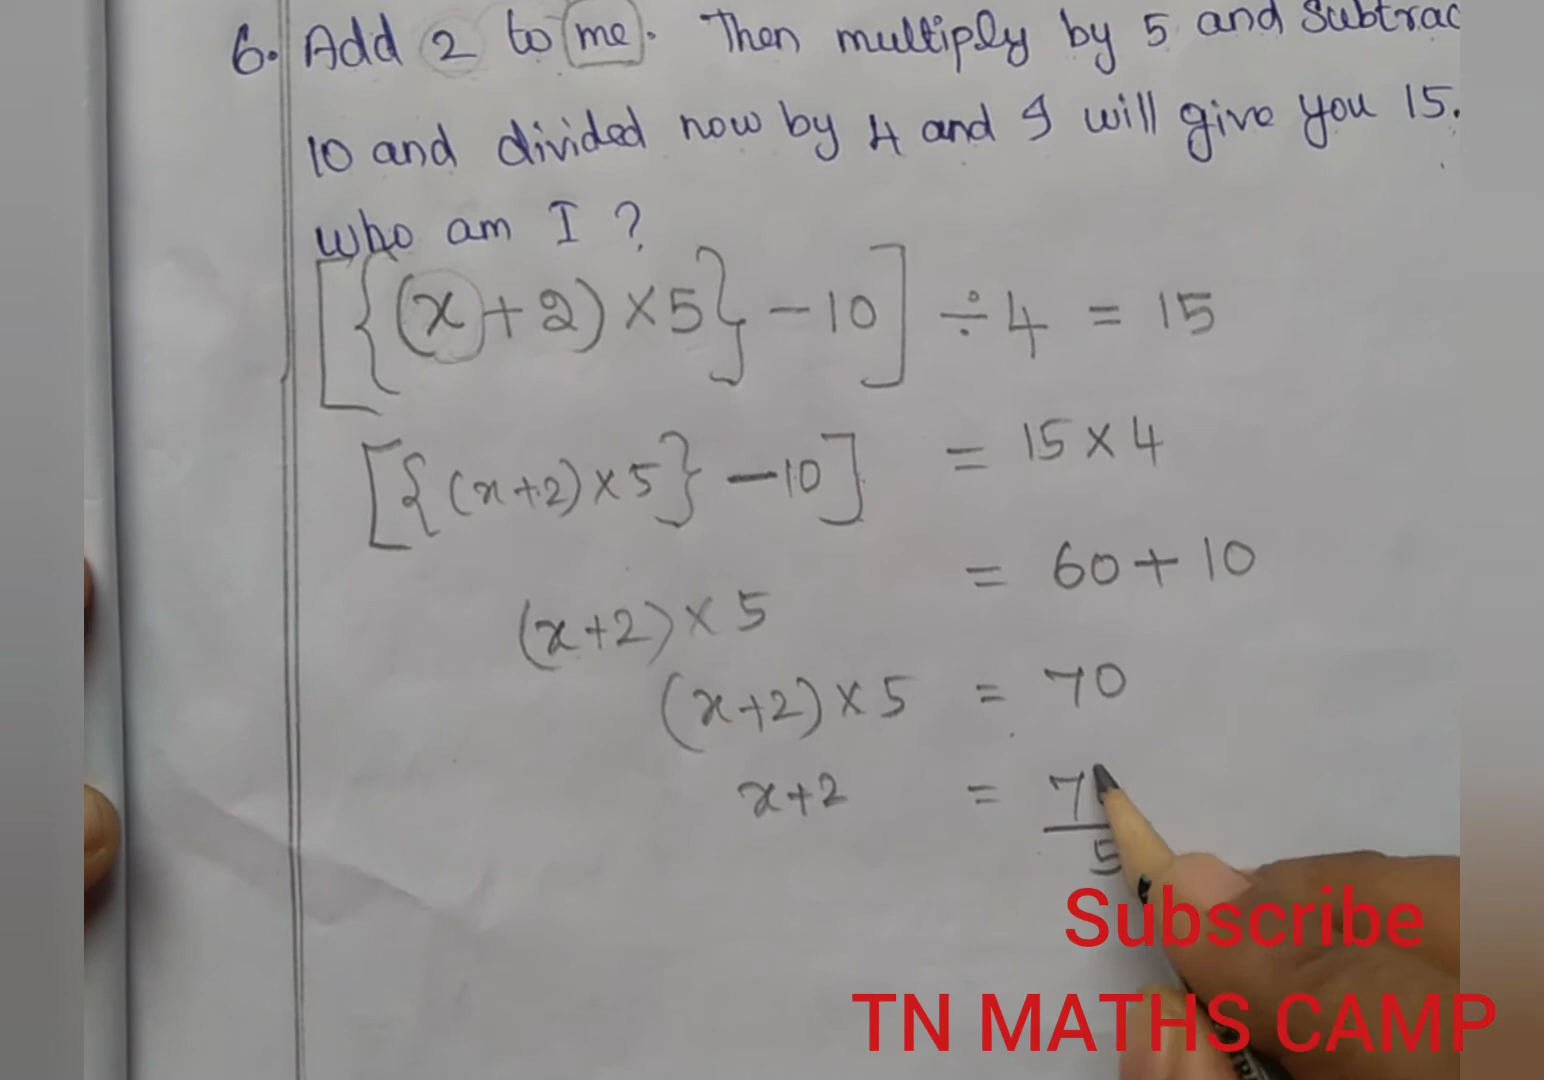 6. Add 2 to me. Then multiply by 5 and Subtrac
10 and divided now by 4 and I will give you 15.
who am I ?
[{(x+2)×5}-10] ÷4 = 15
[{(x+2)×5} -10] = 15×4
(x+2)×5 = 60+10
(x+2)×5 = 70
x+2 = 7
5
Subscribe
TN MATHS CAMP